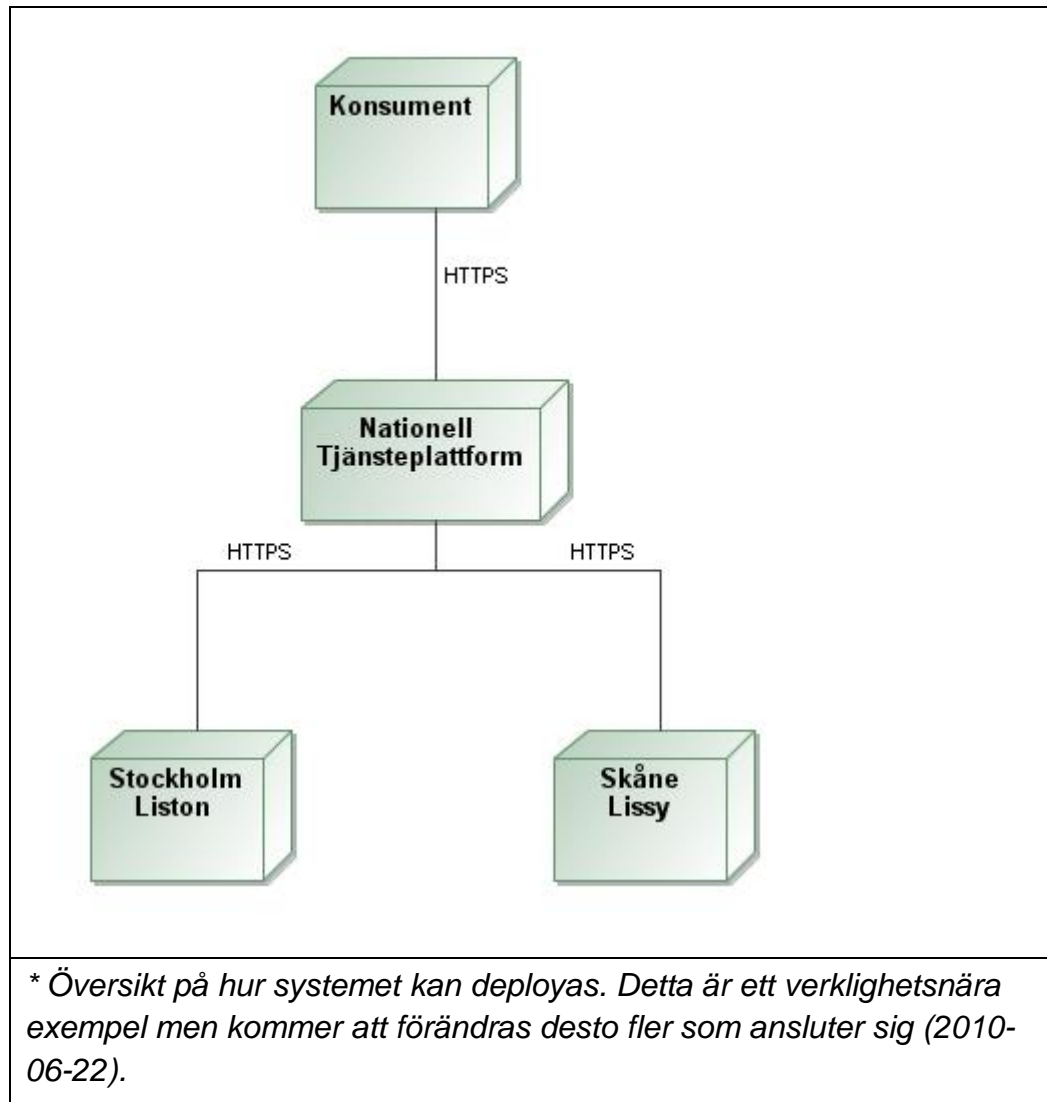 Konsument
HTTPS
Nationell
Tjänsteplattform
HTTPS
HTTPS
Stockholm
Liston
Skåne
Lissy
* Översikt på hur systemet kan deployas. Detta är ett verklighetsnära
exempel men kommer att förändras desto fler som ansluter sig (2010-
06-22).